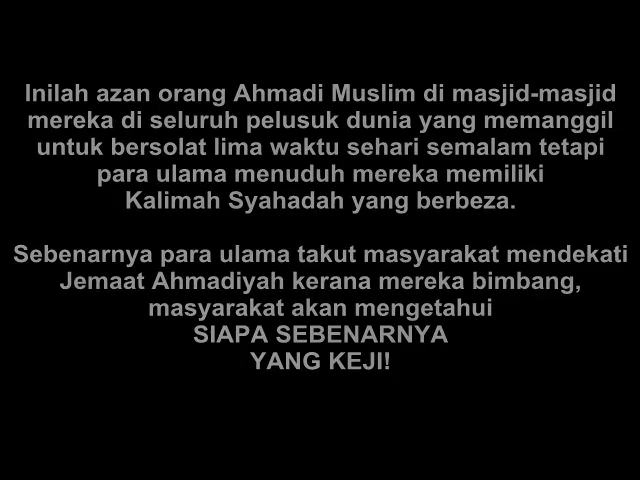 Inilah azan orang Ahmadi Muslim di masjid-masjid
mereka di seluruh pelusuk dunia yang memanggil
untuk bersolat lima waktu sehari semalam tetapi
para ulama menuduh mereka memiliki
Kalimah Syahadah yang berbeza.
Sebenarnya para ulama takut masyarakat mendekati
Jemaat Ahmadiyah kerana mereka bimbang,
masyarakat akan mengetahui
SIAPA SEBENARNYA
YANG KEJI!